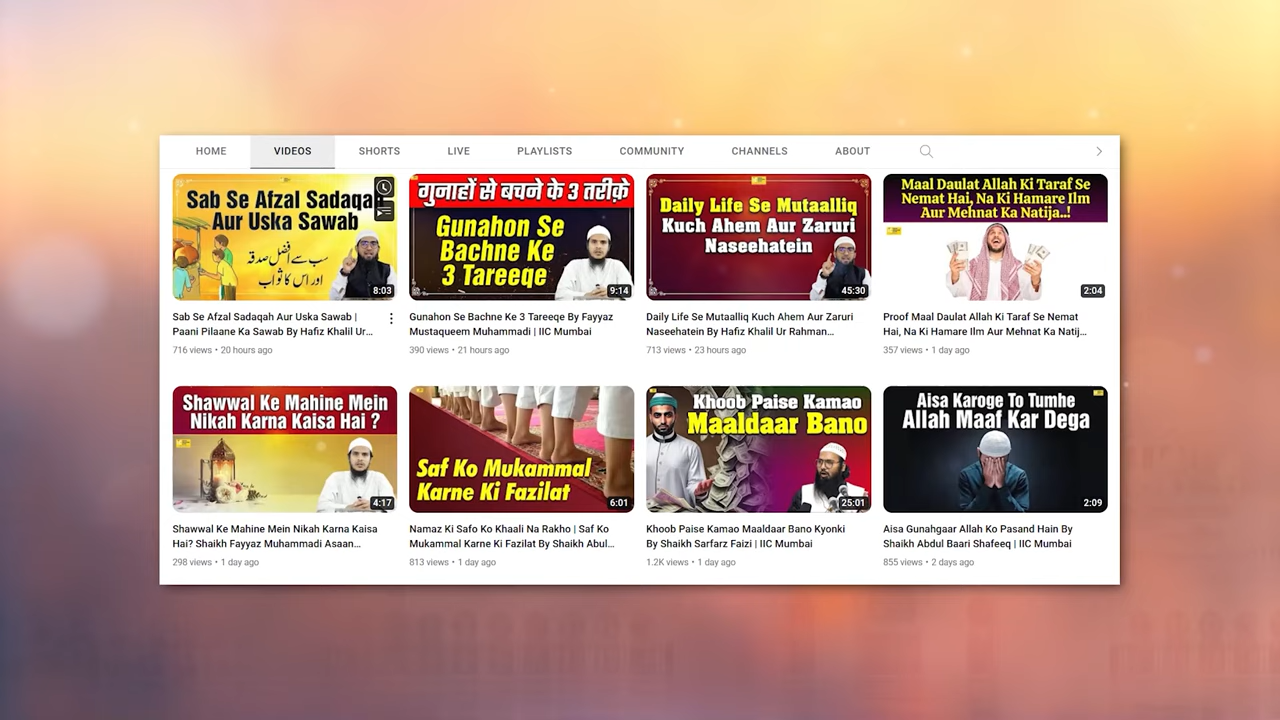 HOME VIDEOS SHORTS LIVE PLAYLISTS COMMUNITY CHANNELS ABOUT
Sab Se Afzal Sadaqah
Aur Uska Sawab
سب سے افضل صدقہ
اور اس کا ثواب
8:03
Sab Se Afzal Sadaqah Aur Uska Sawab |
Paani Pilaane Ka Sawab By Hafiz Khalil Ur...
716 views • 20 hours ago
गुनाहों से बचने के 3 तरीक़े
Gunahon Se
Bachne Ke
3 Tareeqe
9:14
Gunahon Se Bachne Ke 3 Tareeqe By Fayyaz
Mustaqueem Muhammadi | IIC Mumbai
390 views • 21 hours ago
Daily Life Se Mutaalliq
Kuch Ahem Aur Zaruri
Naseehatein
45:30
Daily Life Se Mutaalliq Kuch Ahem Aur Zaruri
Naseehatein By Hafiz Khalil Ur Rahman...
713 views • 23 hours ago
Maal Daulat Allah Ki Taraf Se
Nemat Hai, Na Ki Hamare Ilm
Aur Mehnat Ka Natija..!
2:04
Proof Maal Daulat Allah Ki Taraf Se Nemat
Hai, Na Ki Hamare Ilm Aur Mehnat Ka Natij...
357 views • 1 day ago
Shawwal Ke Mahine Mein
Nikah Karna Kaisa Hai ?
4:17
Shawwal Ke Mahine Mein Nikah Karna Kaisa
Hai? Shaikh Fayyaz Muhammadi Asaan...
298 views • 1 day ago
Saf Ko Mukammal
Karne Ki Fazilat
6:01
Namaz Ki Safo Ko Khaali Na Rakho | Saf Ko
Mukammal Karne Ki Fazilat By Shaikh Abul...
813 views • 1 day ago
Khoob Paise Kamao
Maaldaar Bano
25:01
Khoob Paise Kamao Maaldaar Bano Kyonki
By Shaikh Sarfarz Faizi | IIC Mumbai
1.2K views • 1 day ago
Aisa Karoge To Tumhe
Allah Maaf Kar Dega
2:09
Aisa Gunahgaar Allah Ko Pasand Hain By
Shaikh Abdul Baari Shafeeq | IIC Mumbai
855 views • 2 days ago